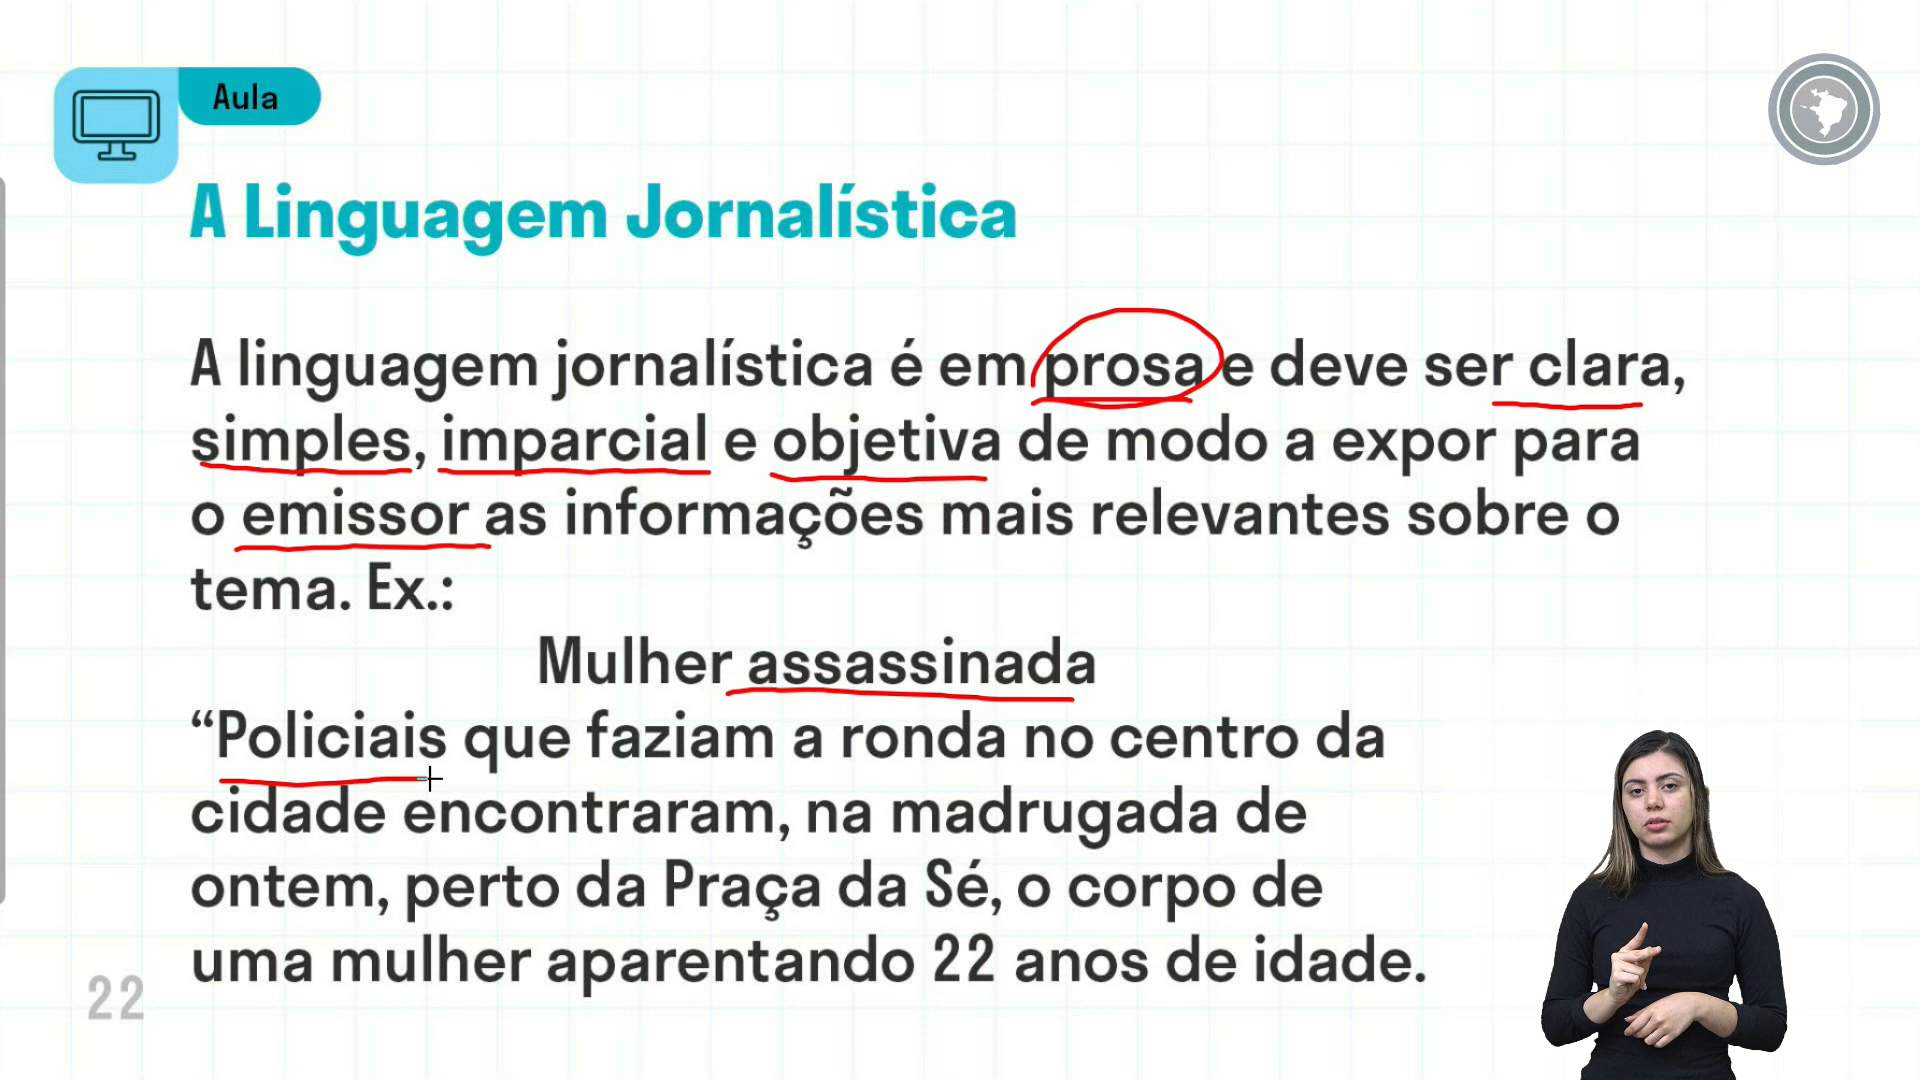 Aula
A Linguagem Jornalística
A linguagem jornalística é em prosa e deve ser clara,
simples, imparcial e objetiva de modo a expor para
o emissor as informações mais relevantes sobre o
tema. Ex.:
Mulher assassinada
“Policiais que faziam a ronda no centro da
cidade encontraram, na madrugada de
ontem, perto da Praça da Sé, o corpo de
uma mulher aparentando 22 anos de idade.
22